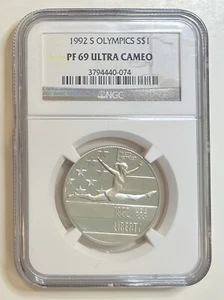 1992 S OLYMPICS S$1
PF 69 ULTRA CAMEO
3794440-074
NGC
LIBERTY